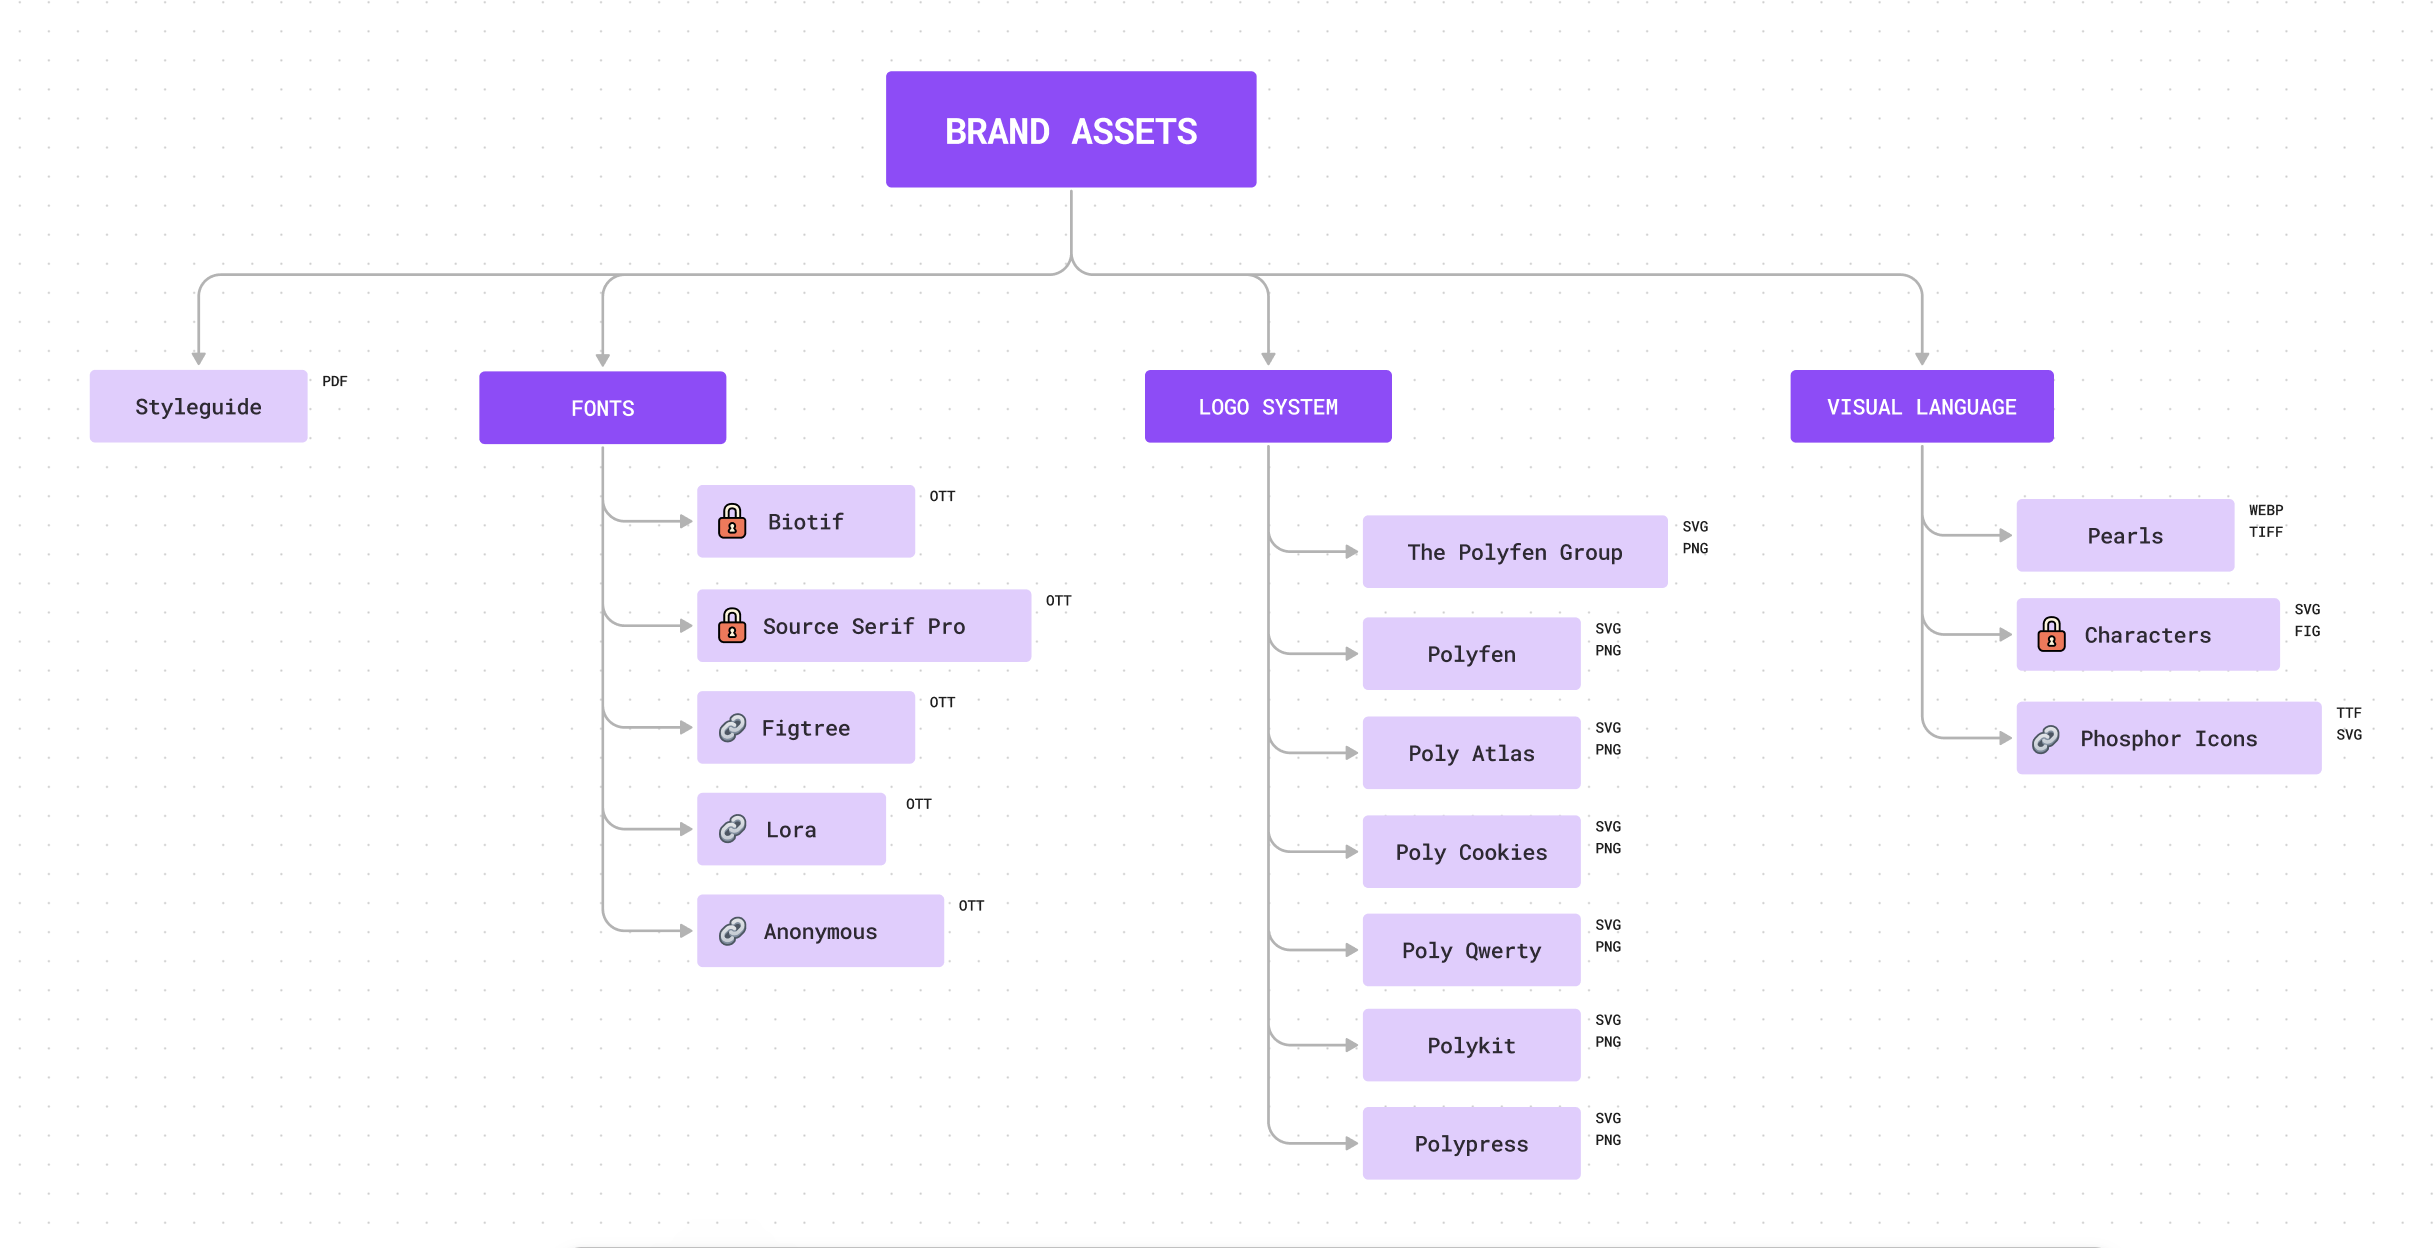 BRAND ASSETS
Styleguide
PDF
FONTS
Biotif
OTT
Source Serif Pro
OTT
Figtree
OTT
Lora
OTT
Anonymous
OTT
LOGO SYSTEM
The Polyfen Group
SVG
PNG
Polyfen
SVG
PNG
Poly Atlas
SVG
PNG
Poly Cookies
SVG
PNG
Poly Qwerty
SVG
PNG
Polykit
SVG
PNG
Polypress
SVG
PNG
VISUAL LANGUAGE
Pearls
WEBP
TIFF
Characters
SVG
FIG
Phosphor Icons
TTF
SVG